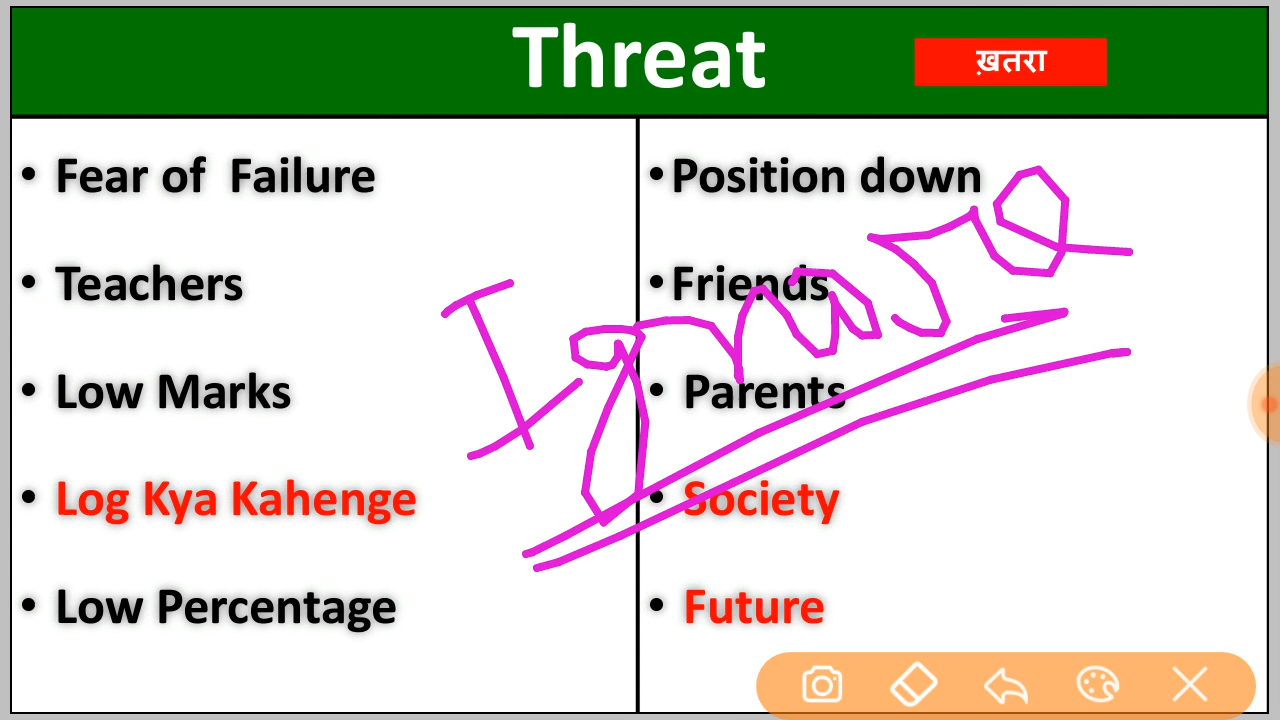 Threat
ख़तरा
• Fear of Failure
• Teachers
• Low Marks
• Log Kya Kahenge
• Low Percentage
• Position down
• Friends
• Parents
• Society
• Future
Ignore